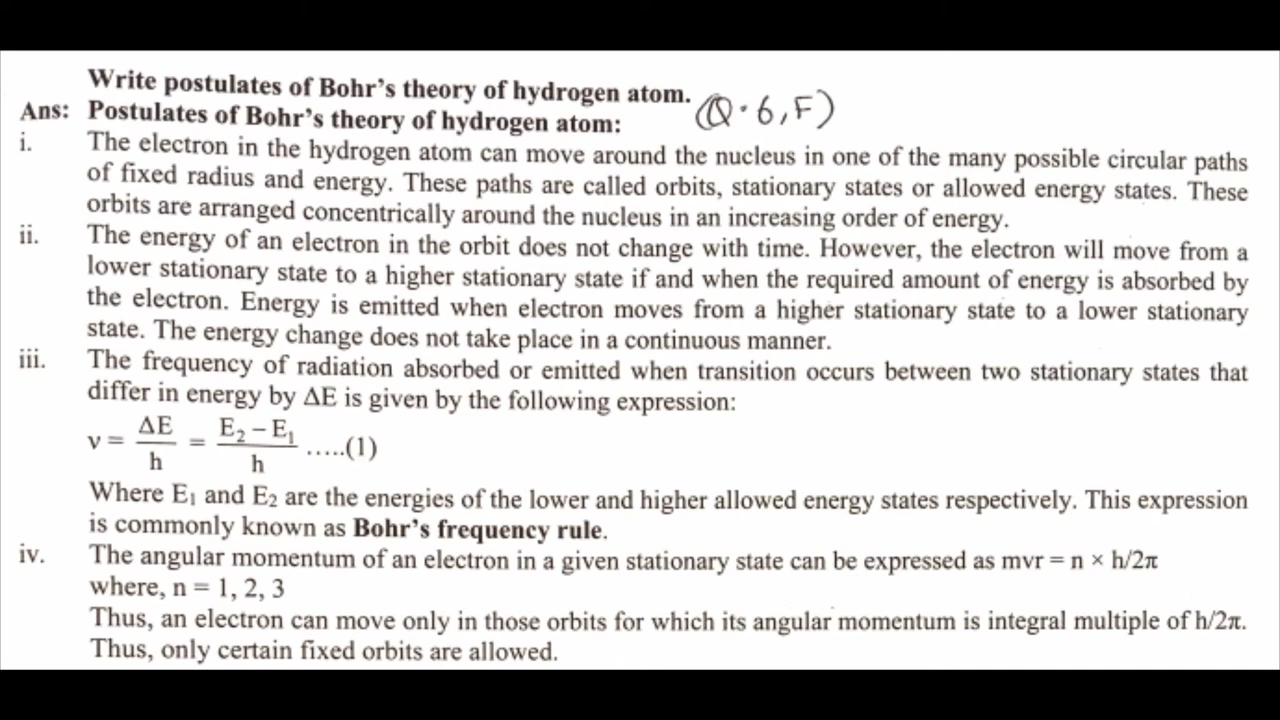 Write postulates of Bohr's theory of hydrogen atom. (Q.6,F)
Ans: Postulates of Bohr's theory of hydrogen atom:
i. The electron in the hydrogen atom can move around the nucleus in one of the many possible circular paths
of fixed radius and energy. These paths are called orbits, stationary states or allowed energy states. These
orbits are arranged concentrically around the nucleus in an increasing order of energy.
ii. The energy of an electron in the orbit does not change with time. However, the electron will move from a
lower stationary state to a higher stationary state if and when the required amount of energy is absorbed by
the electron. Energy is emitted when electron moves from a higher stationary state to a lower stationary
state. The energy change does not take place in a continuous manner.
iii. The frequency of radiation absorbed or emitted when transition occurs between two stationary states that
differ in energy by ΔE is given by the following expression:
ν = ΔE/h = E₂ – E₁/h .....(1)
Where E₁ and E₂ are the energies of the lower and higher allowed energy states respectively. This expression
is commonly known as Bohr's frequency rule.
iv. The angular momentum of an electron in a given stationary state can be expressed as mvr = n × h/2π
where, n = 1, 2, 3
Thus, an electron can move only in those orbits for which its angular momentum is integral multiple of h/2π.
Thus, only certain fixed orbits are allowed.